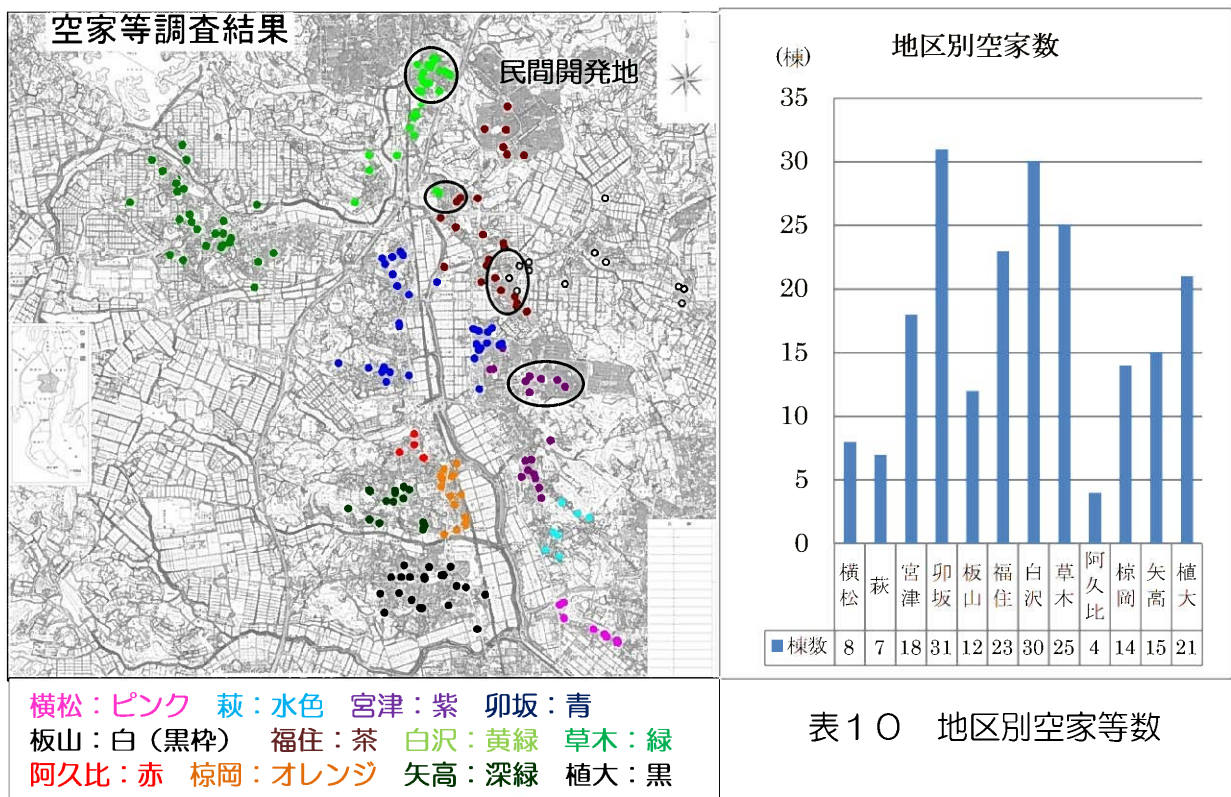 空家等調査結果
民間開発地
横松：ピンク　萩：水色　宮津：紫　卯坂：青
板山：白（黒枠）　福住：茶　白沢：黄緑　草木：緑
阿久比：赤　椋岡：オレンジ　矢高：深緑　植大：黒
地区別空家数
(棟)
35
30
25
20
15
10
5
0
横松 萩 宮津 卯坂 板山 福住 白沢 草木 阿久比 椋岡 矢高 植大
棟数 8 7 18 31 12 23 30 25 4 14 15 21
表１０　地区別空家等数